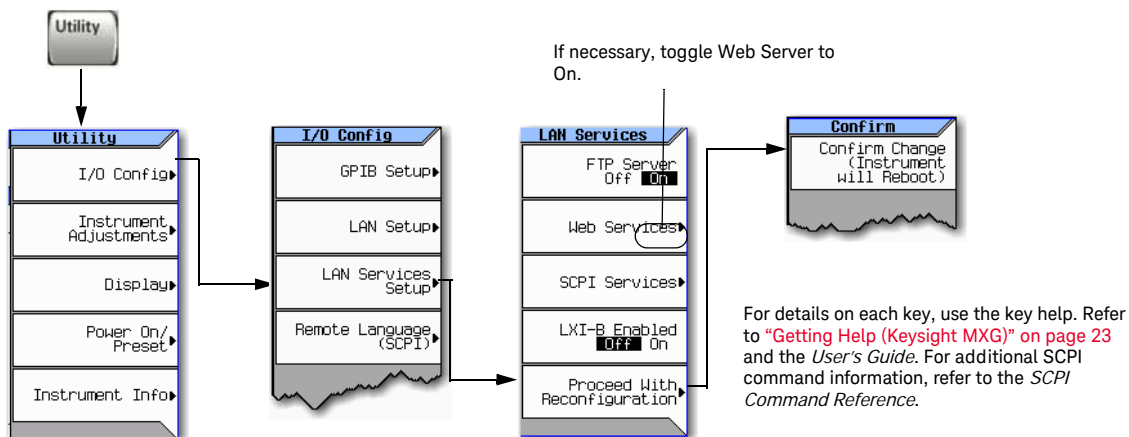 Utility
If necessary, toggle Web Server to
On.
Utility
I/O Config
Instrument
Adjustments
Display
Power On/
Preset
Instrument Info
I/O Config
GPIB Setup
LAN Setup
LAN Services
Setup
Remote Language
(SCPI)
LAN Services
FTP Server
Off On
Web Services
SCPI Services
LXI-B Enabled
Off On
Proceed With
Reconfiguration
Confirm
Confirm Change
(Instrument
will Reboot)
For details on each key, use the key help. Refer
to “Getting Help (Keysight MXG)” on page 23
and the User’s Guide. For additional SCPI
command information, refer to the SCPI
Command Reference.